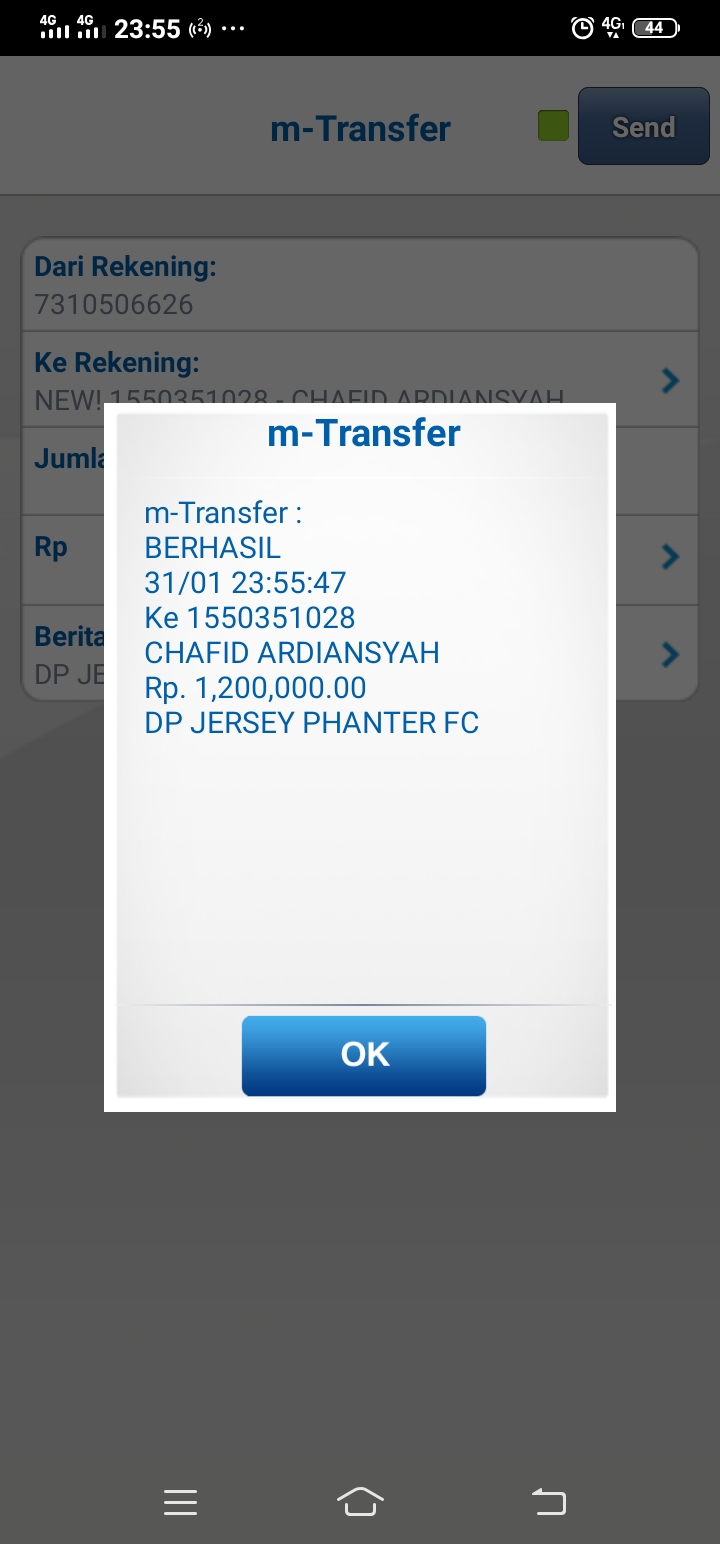 4G 4G 23:55 2 ... 4G 44
m-Transfer Send
Dari Rekening:
7310506626
Ke Rekening:
NEW! 1550351028 - CHAFID ARDIANSYAH
Jumla
Rp
Berita
DP JE
m-Transfer
m-Transfer :
BERHASIL
31/01 23:55:47
Ke 1550351028
CHAFID ARDIANSYAH
Rp. 1,200,000.00
DP JERSEY PHANTER FC
OK